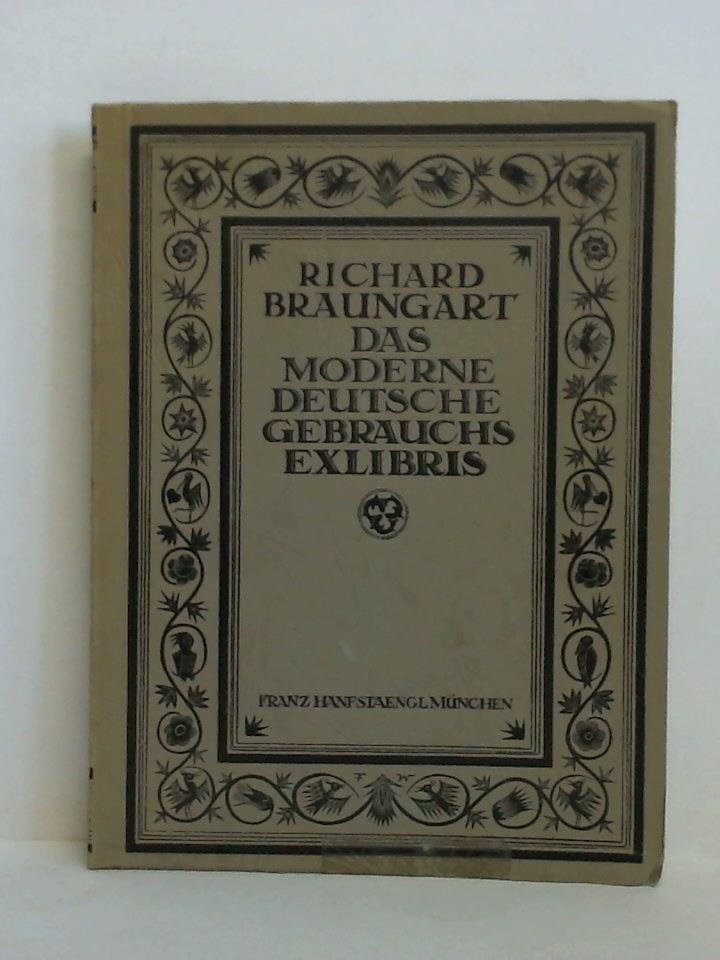 RICHARD
BRAUNGART
DAS
MODERNE
DEUTSCHE
GEBRAUCHS
EXLIBRIS
FRANZ HANFSTAENGL MÜNCHEN
F W